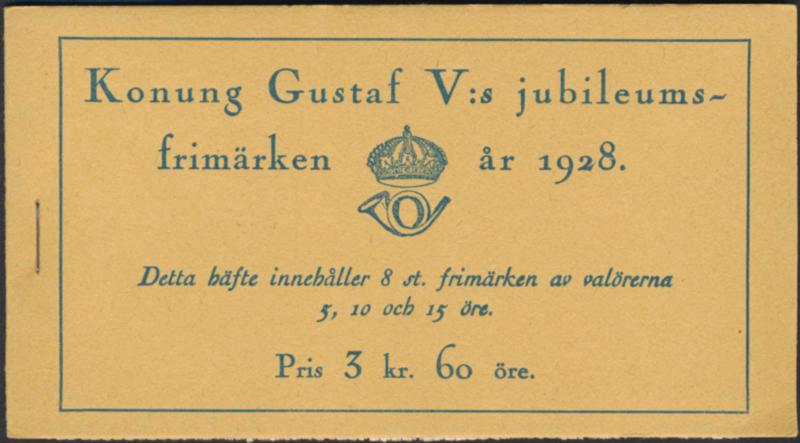 Konung Gustaf V:s jubileums-
frimärken år 1928.
Detta häfte innehåller 8 st. frimärken av valörerna
5, 10 och 15 öre.
Pris 3 kr. 60 öre.